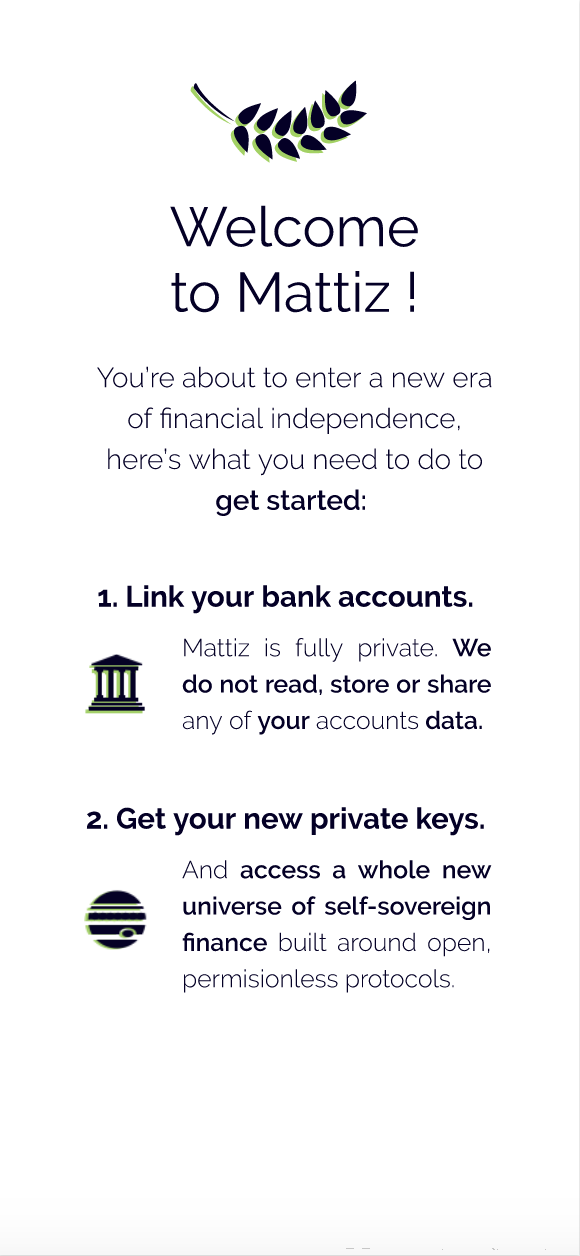 Welcome
to Mattiz !
You're about to enter a new era
of financial independence,
here's what you need to do to
get started:
1. Link your bank accounts.
Mattiz is fully private. We
do not read, store or share
any of your accounts data.
2. Get your new private keys.
And access a whole new
universe of self-sovereign
finance built around open,
permisionless protocols.